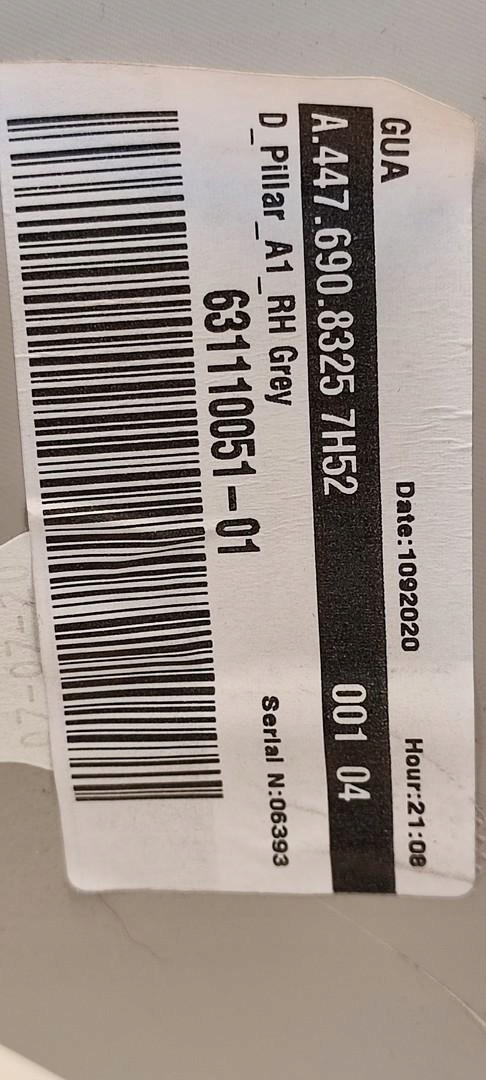 GUA Date:1092020 Hour:21:08
A.447.690.8325 7H52 001 04
D_Pillar_A1_RH Grey Serial N:06393
631110051-01